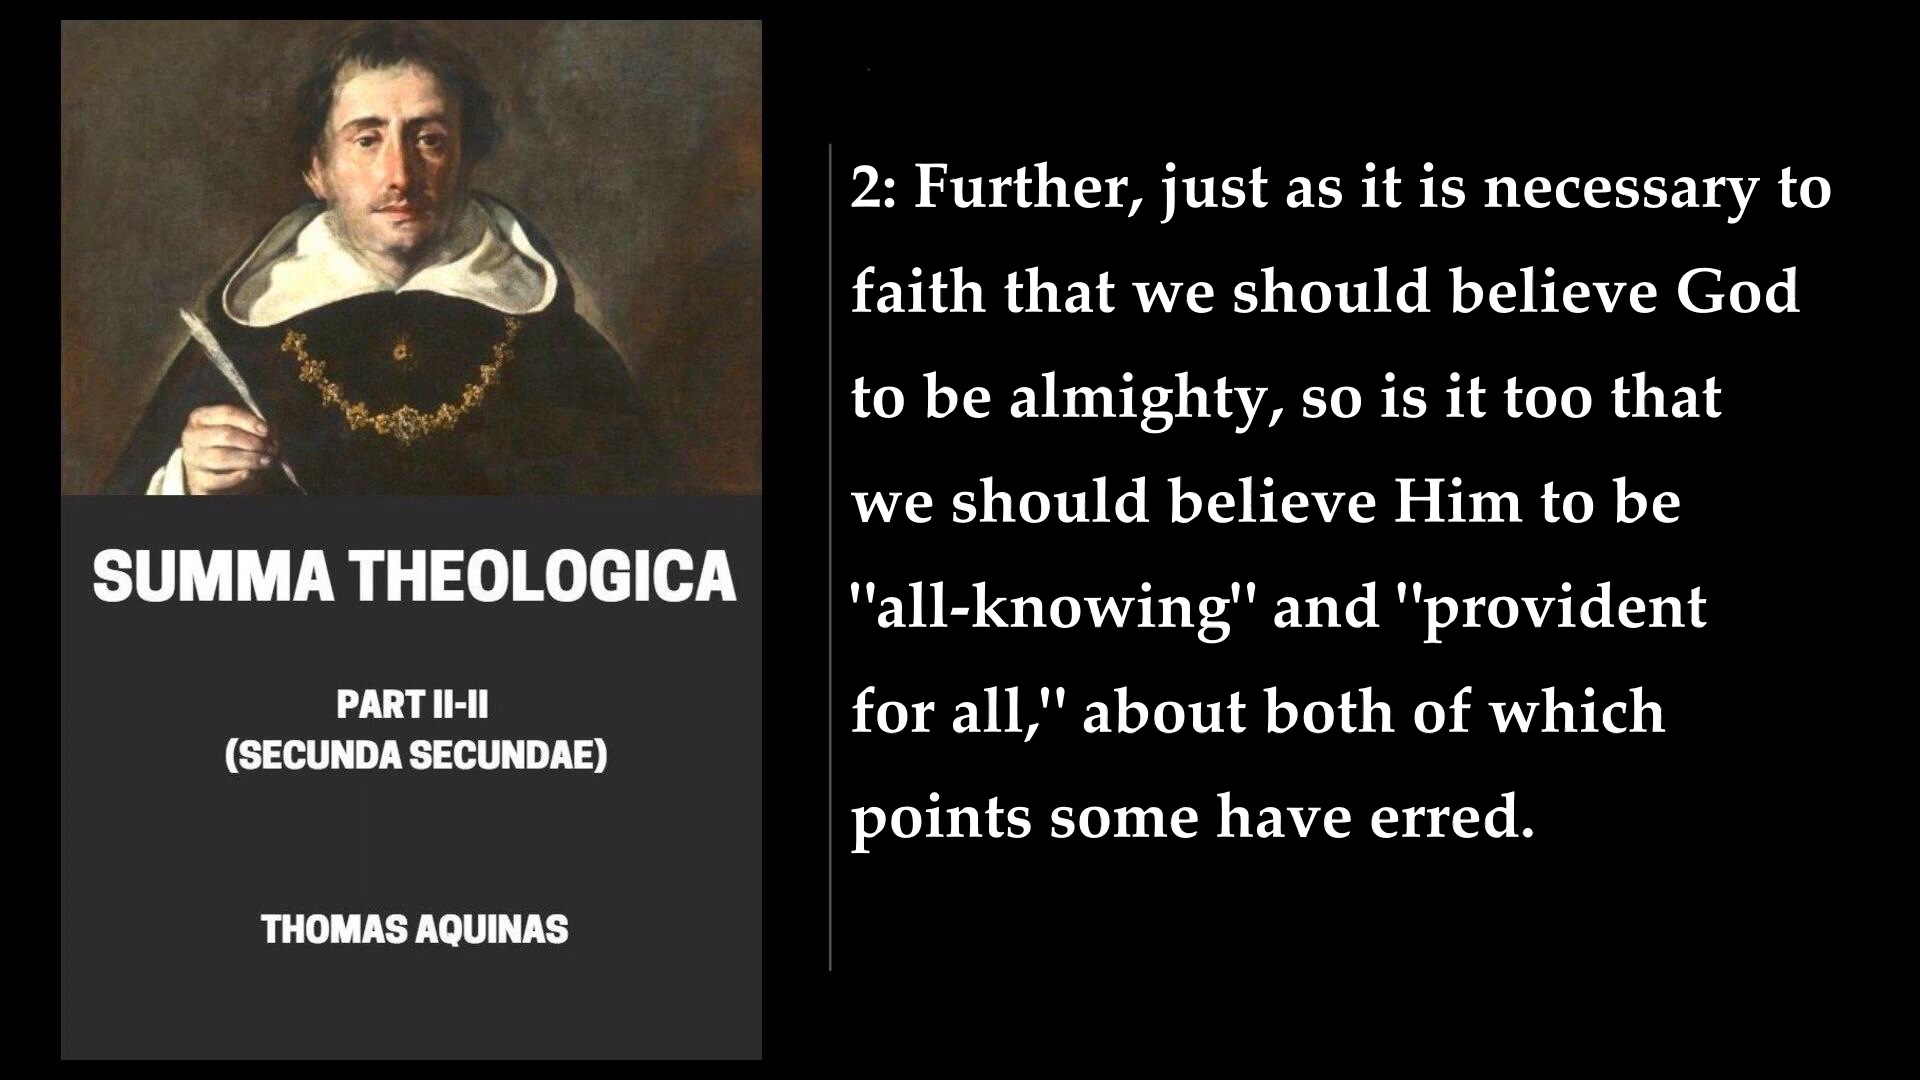 SUMMA THEOLOGICA
PART II-II
(SECUNDA SECUNDAE)
THOMAS AQUINAS
2: Further, just as it is necessary to
faith that we should believe God
to be almighty, so is it too that
we should believe Him to be
"all-knowing" and "provident
for all," about both of which
points some have erred.